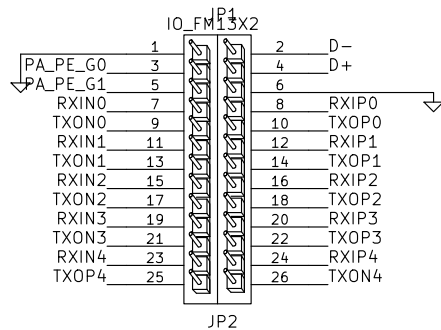 JP1
IO_FM13X2
1 2 D-
PA_PE_G0 3 4 D+
PA_PE_G1 5 6
RXIN0 7 8 RXIP0
TXON0 9 10 TXOP0
RXIN1 11 12 RXIP1
TXON1 13 14 TXOP1
RXIN2 15 16 RXIP2
TXON2 17 18 TXOP2
RXIN3 19 20 RXIP3
TXON3 21 22 TXOP3
RXIN4 23 24 RXIP4
TXOP4 25 26 TXON4
JP2